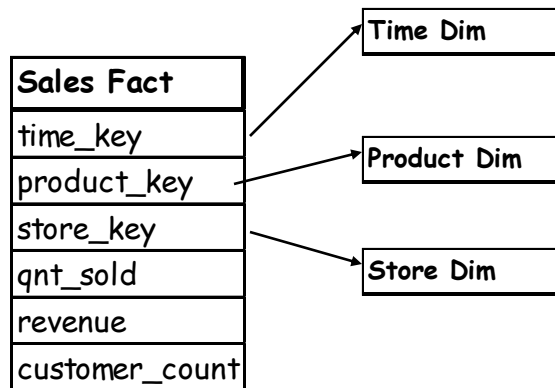 Sales Fact
time_key
product_key
store_key
qnt_sold
revenue
customer_count
Time Dim
Product Dim
Store Dim